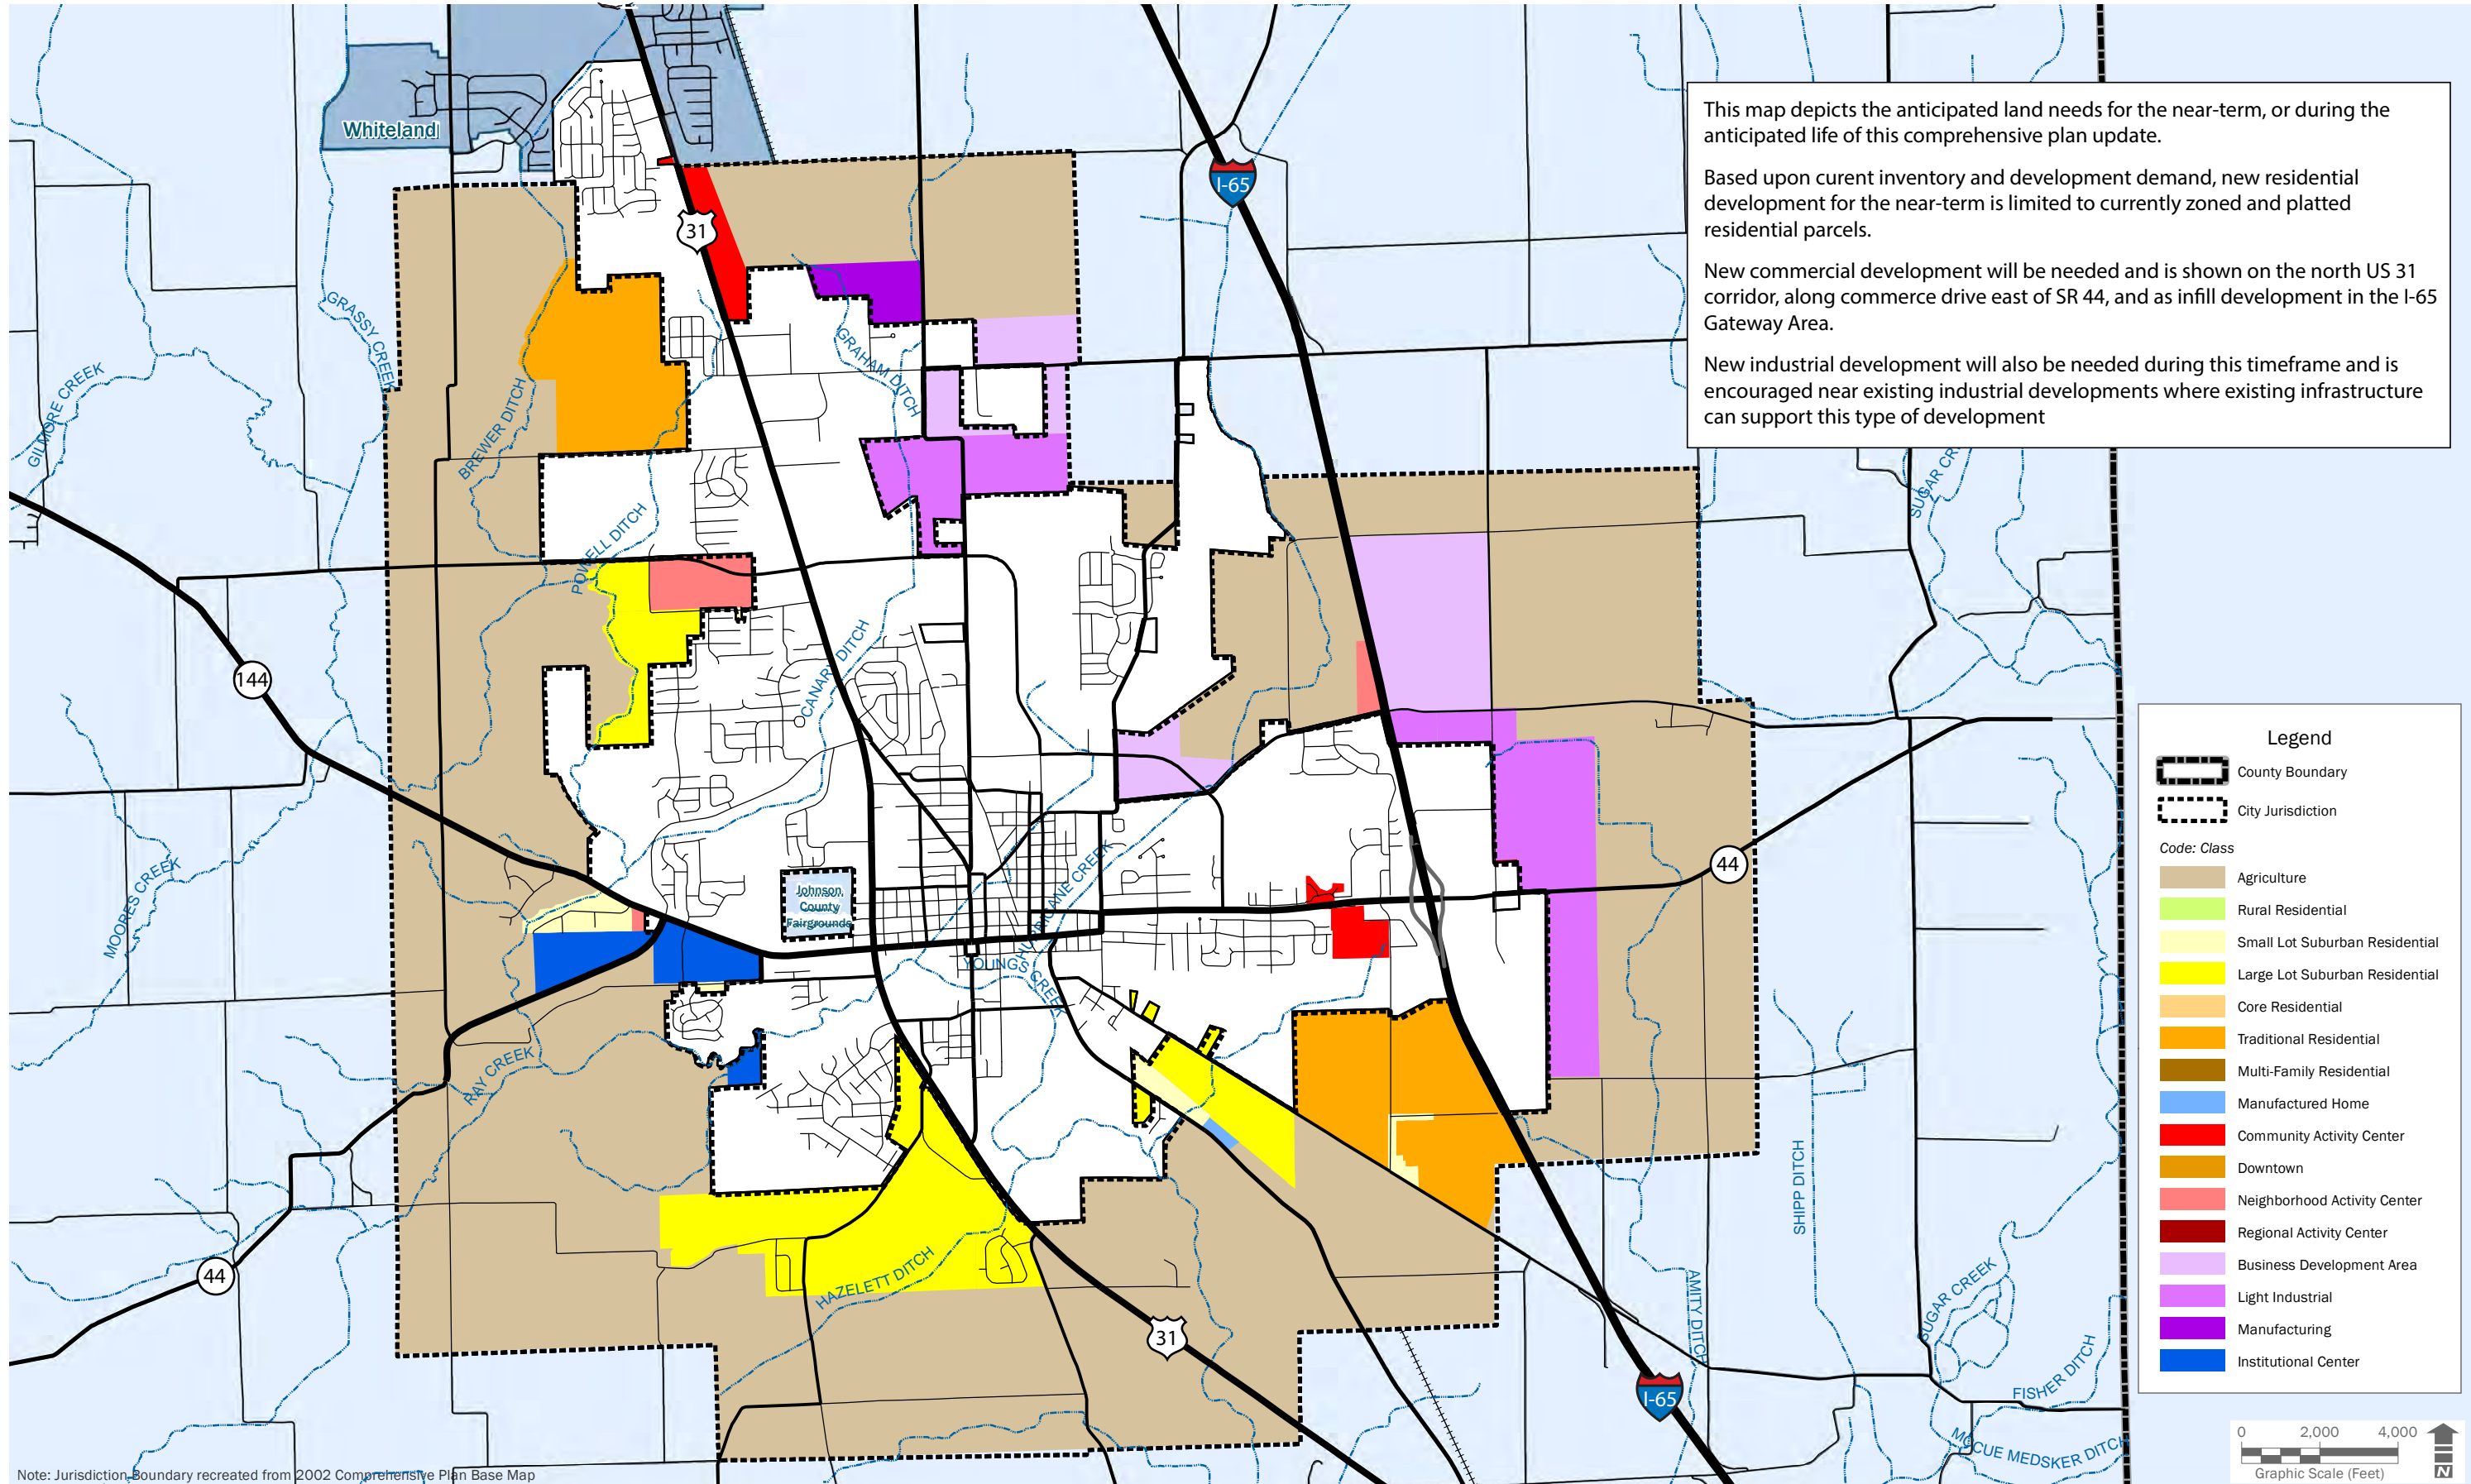 This map depicts the anticipated land needs for the near-term, or during the
anticipated life of this comprehensive plan update.
Based upon curent inventory and development demand, new residential
development for the near-term is limited to currently zoned and platted
residential parcels.
New commercial development will be needed and is shown on the north US 31
corridor, along commerce drive east of SR 44, and as infill development in the I-65
Gateway Area.
New industrial development will also be needed during this timeframe and is
encouraged near existing industrial developments where existing infrastructure
can support this type of development
Whiteland
I-65
31
GRASSY CREEK
GILMORE CREEK
BREWER DITCH
GRAHAM DITCH
SUGAR CR
POWELL DITCH
CANARY DITCH
144
MOORES CREEK
Johnson
County
Fairgrounds
HURRICANE CREEK
YOUNGS CREEK
44
RAY CREEK
HAZELETT DITCH
44
31
I-65
SHIPP DITCH
AMITY DITCH
SUGAR CREEK
FISHER DITCH
MCCUE MEDSKER DITCH
Legend
County Boundary
City Jurisdiction
Code: Class
Agriculture
Rural Residential
Small Lot Suburban Residential
Large Lot Suburban Residential
Core Residential
Traditional Residential
Multi-Family Residential
Manufactured Home
Community Activity Center
Downtown
Neighborhood Activity Center
Regional Activity Center
Business Development Area
Light Industrial
Manufacturing
Institutional Center
0 2,000 4,000
Graphic Scale (Feet)
N
Note: Jurisdiction Boundary recreated from 2002 Comprehensive Plan Base Map